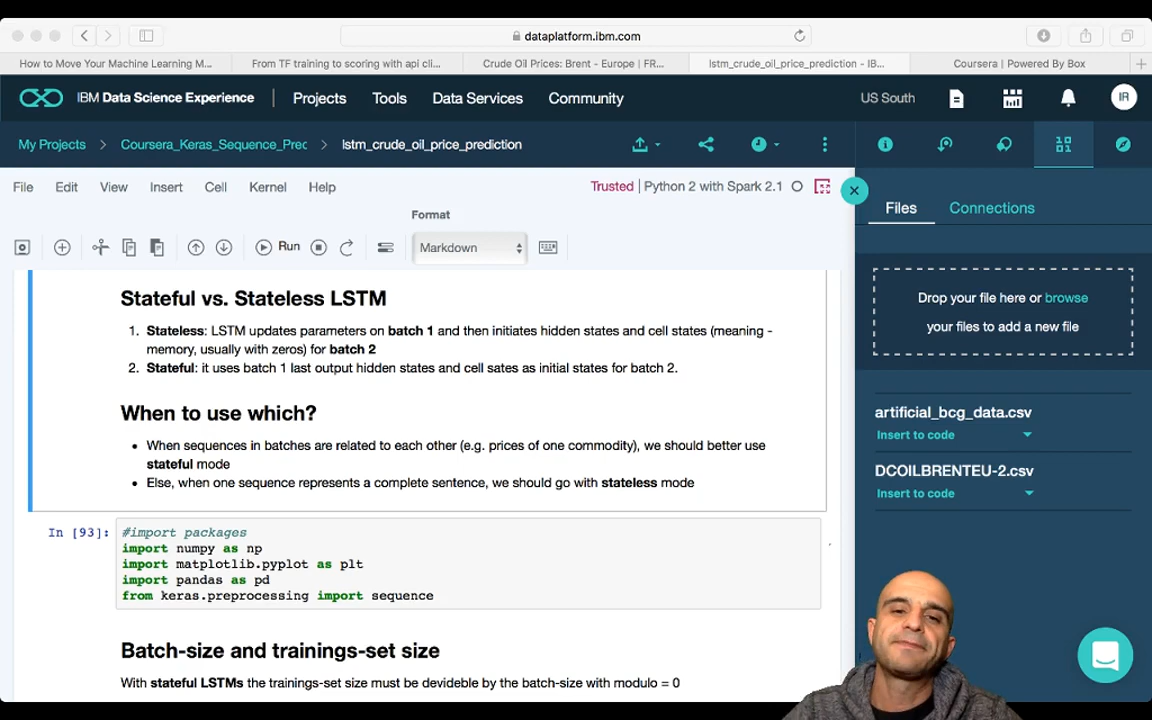 dataplatform.ibm.com
How to Move Your Machine Learning M...
From TF training to scoring with api cli...
Crude Oil Prices: Brent - Europe | FR...
lstm_crude_oil_price_prediction - IB...
Coursera | Powered By Box
IBM Data Science Experience
Projects
Tools
Data Services
Community
US South
IR
My Projects
Coursera_Keras_Sequence_Prec
lstm_crude_oil_price_prediction
File
Edit
View
Insert
Cell
Kernel
Help
Trusted | Python 2 with Spark 2.1
Format
Run
Markdown
Stateful vs. Stateless LSTM
1. Stateless: LSTM updates parameters on batch 1 and then initiates hidden states and cell states (meaning -
memory, usually with zeros) for batch 2
2. Stateful: it uses batch 1 last output hidden states and cell sates as initial states for batch 2.
When to use which?
• When sequences in batches are related to each other (e.g. prices of one commodity), we should better use
stateful mode
• Else, when one sequence represents a complete sentence, we should go with stateless mode
In [93]:
#import packages
import numpy as np
import matplotlib.pyplot as plt
import pandas as pd
from keras.preprocessing import sequence
Batch-size and trainings-set size
With stateful LSTMs the trainings-set size must be devidable by the batch-size with modulo = 0
Files
Connections
Drop your file here or browse
your files to add a new file
artificial_bcg_data.csv
Insert to code
DCOILBRENTEU-2.csv
Insert to code